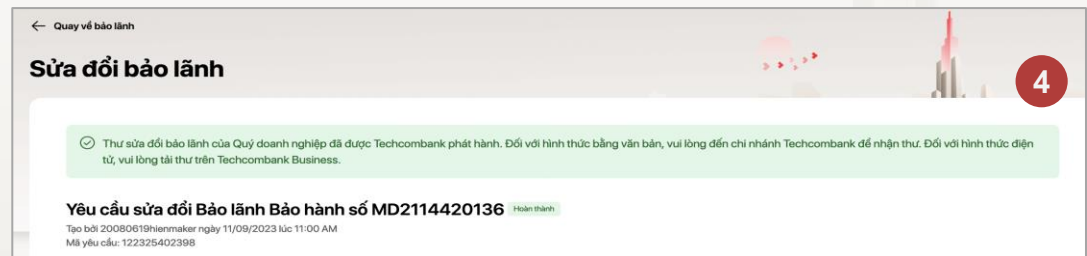 ← Quay về bảo lãnh
Sửa đổi bảo lãnh
4
Thư sửa đổi bảo lãnh của Quý doanh nghiệp đã được Techcombank phát hành. Đối với hình thức bằng văn bản, vui lòng đến chi nhánh Techcombank để nhận thư. Đối với hình thức điện
tử, vui lòng tải thư trên Techcombank Business.
Yêu cầu sửa đổi Bảo lãnh Bảo hành số MD2114420136 Hoàn thành
Tạo bởi 20080619hienmaker ngày 11/09/2023 lúc 11:00 AM
Mã yêu cầu: 122325402398